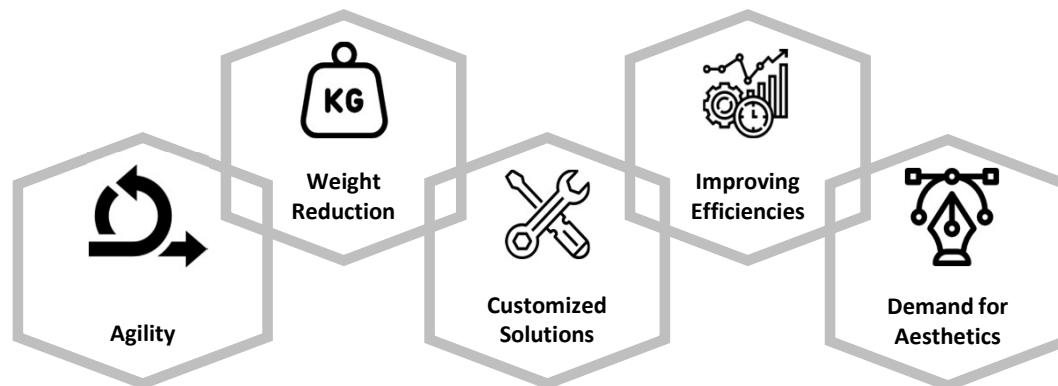 Agility
KG
Weight
Reduction
Customized
Solutions
Improving
Efficiencies
Demand for
Aesthetics